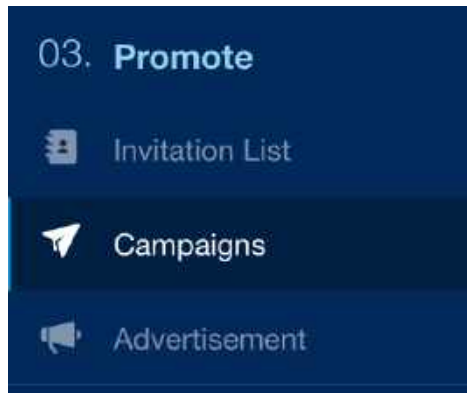 03. Promote
Invitation List
Campaigns
Advertisement